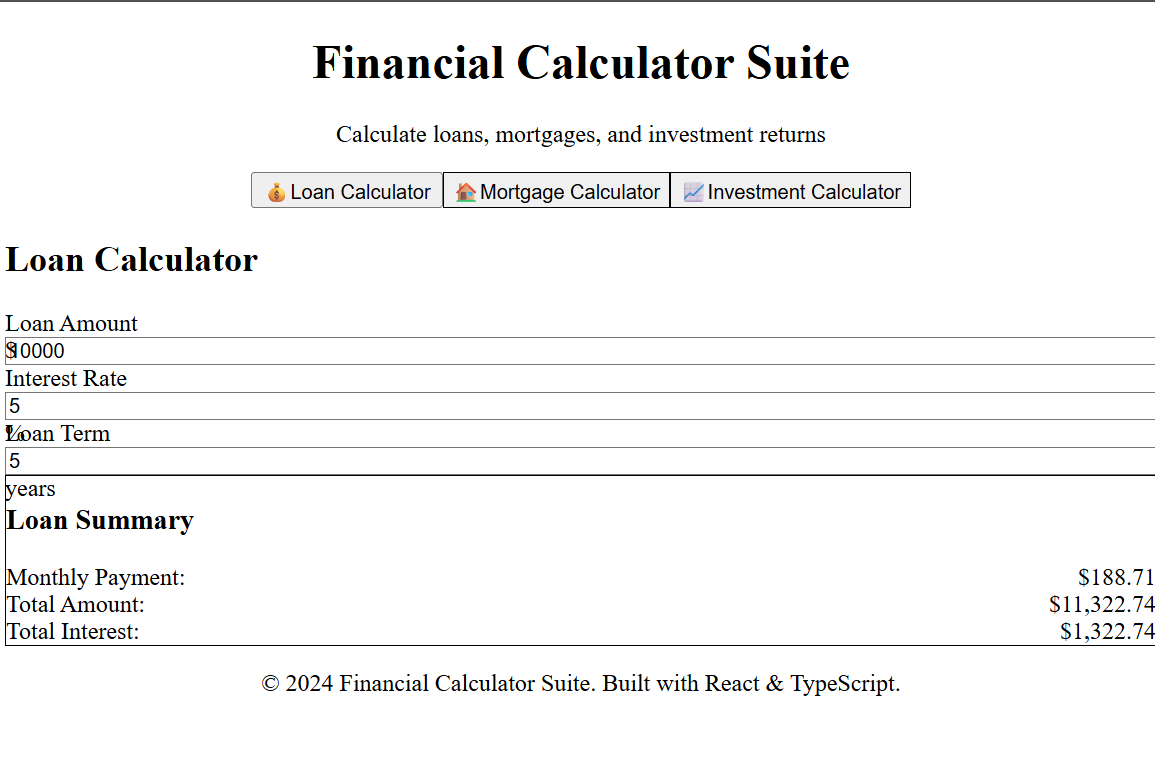 Financial Calculator Suite
Calculate loans, mortgages, and investment returns
💰 Loan Calculator 🏠 Mortgage Calculator 📈 Investment Calculator
Loan Calculator
Loan Amount
$10000
Interest Rate
5
%
Loan Term
5
years
Loan Summary
Monthly Payment: $188.71
Total Amount: $11,322.74
Total Interest: $1,322.74
© 2024 Financial Calculator Suite. Built with React & TypeScript.